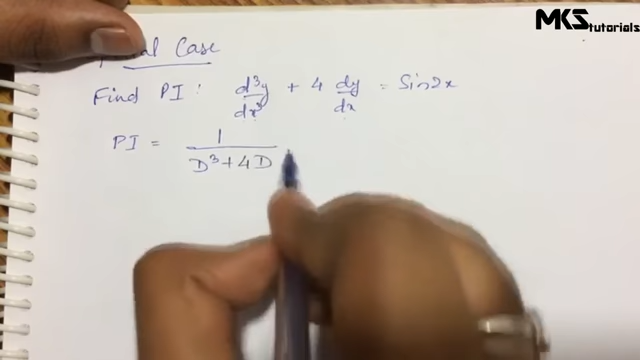 MKS tutorials
Case
Find PI: d³y/dx³ + 4 dy/dx = Sin2x
PI = 1/(D³+4D)